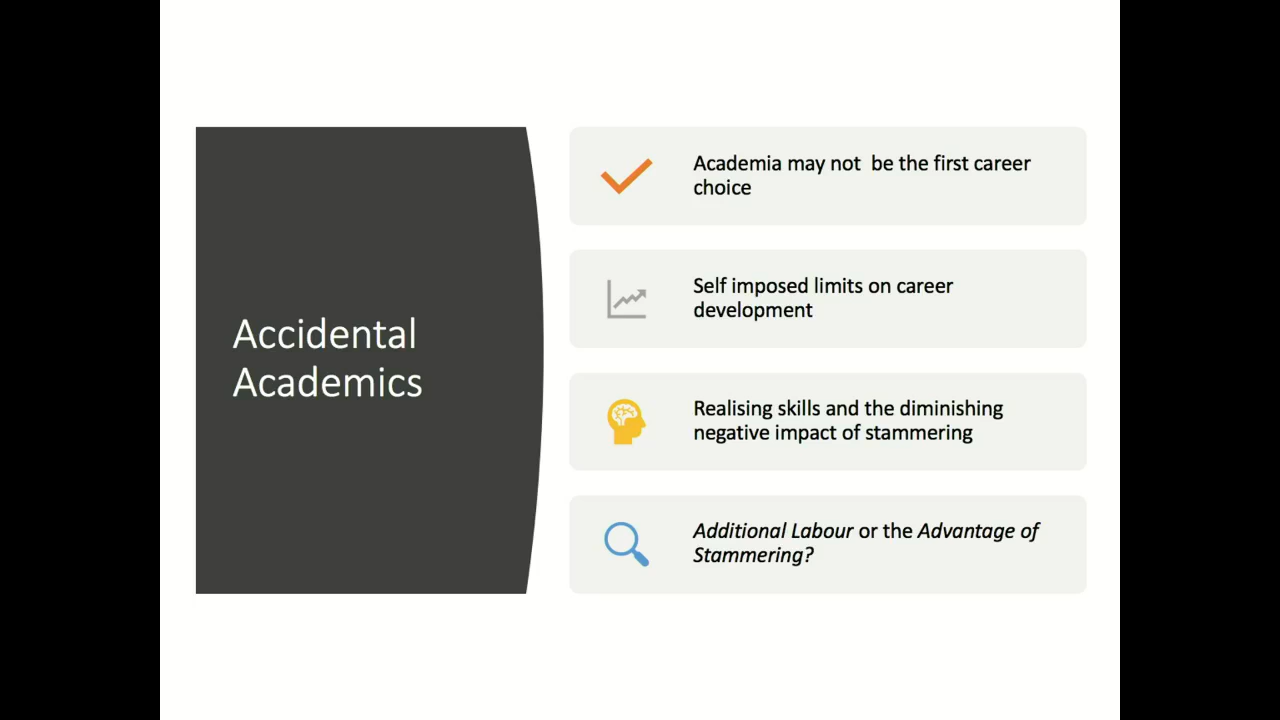 Accidental
Academics
Academia may not  be the first career
choice
Self imposed limits on career
development
Realising skills and the diminishing
negative impact of stammering
Additional Labour or the Advantage of
Stammering?